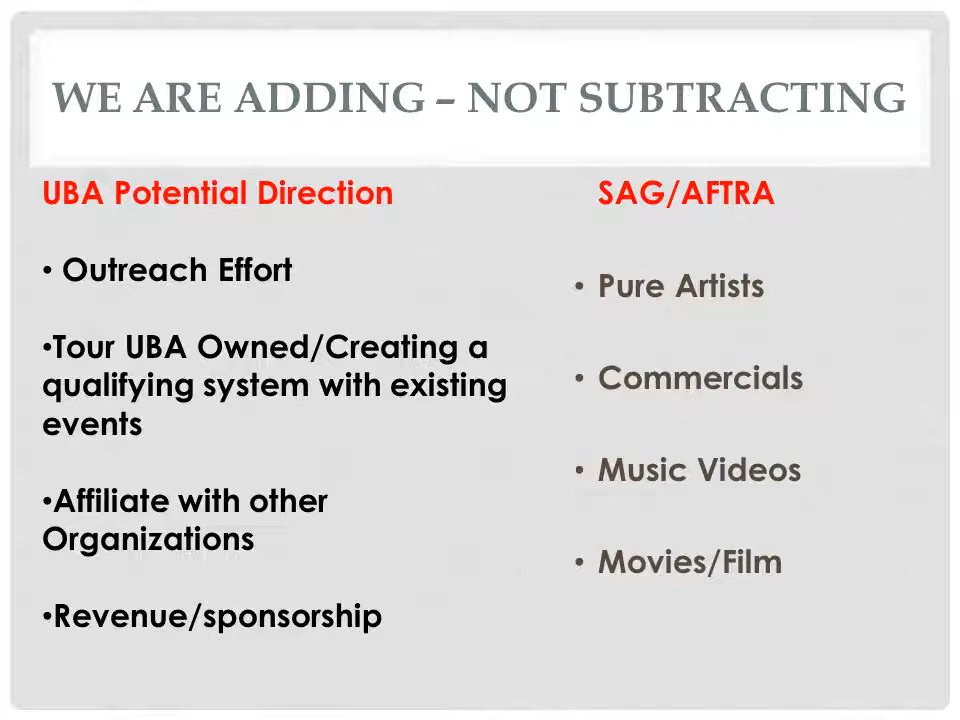 WE ARE ADDING – NOT SUBTRACTING
UBA Potential Direction
• Outreach Effort
•Tour UBA Owned/Creating a
qualifying system with existing
events
•Affiliate with other
Organizations
•Revenue/sponsorship
SAG/AFTRA
• Pure Artists
• Commercials
• Music Videos
• Movies/Film